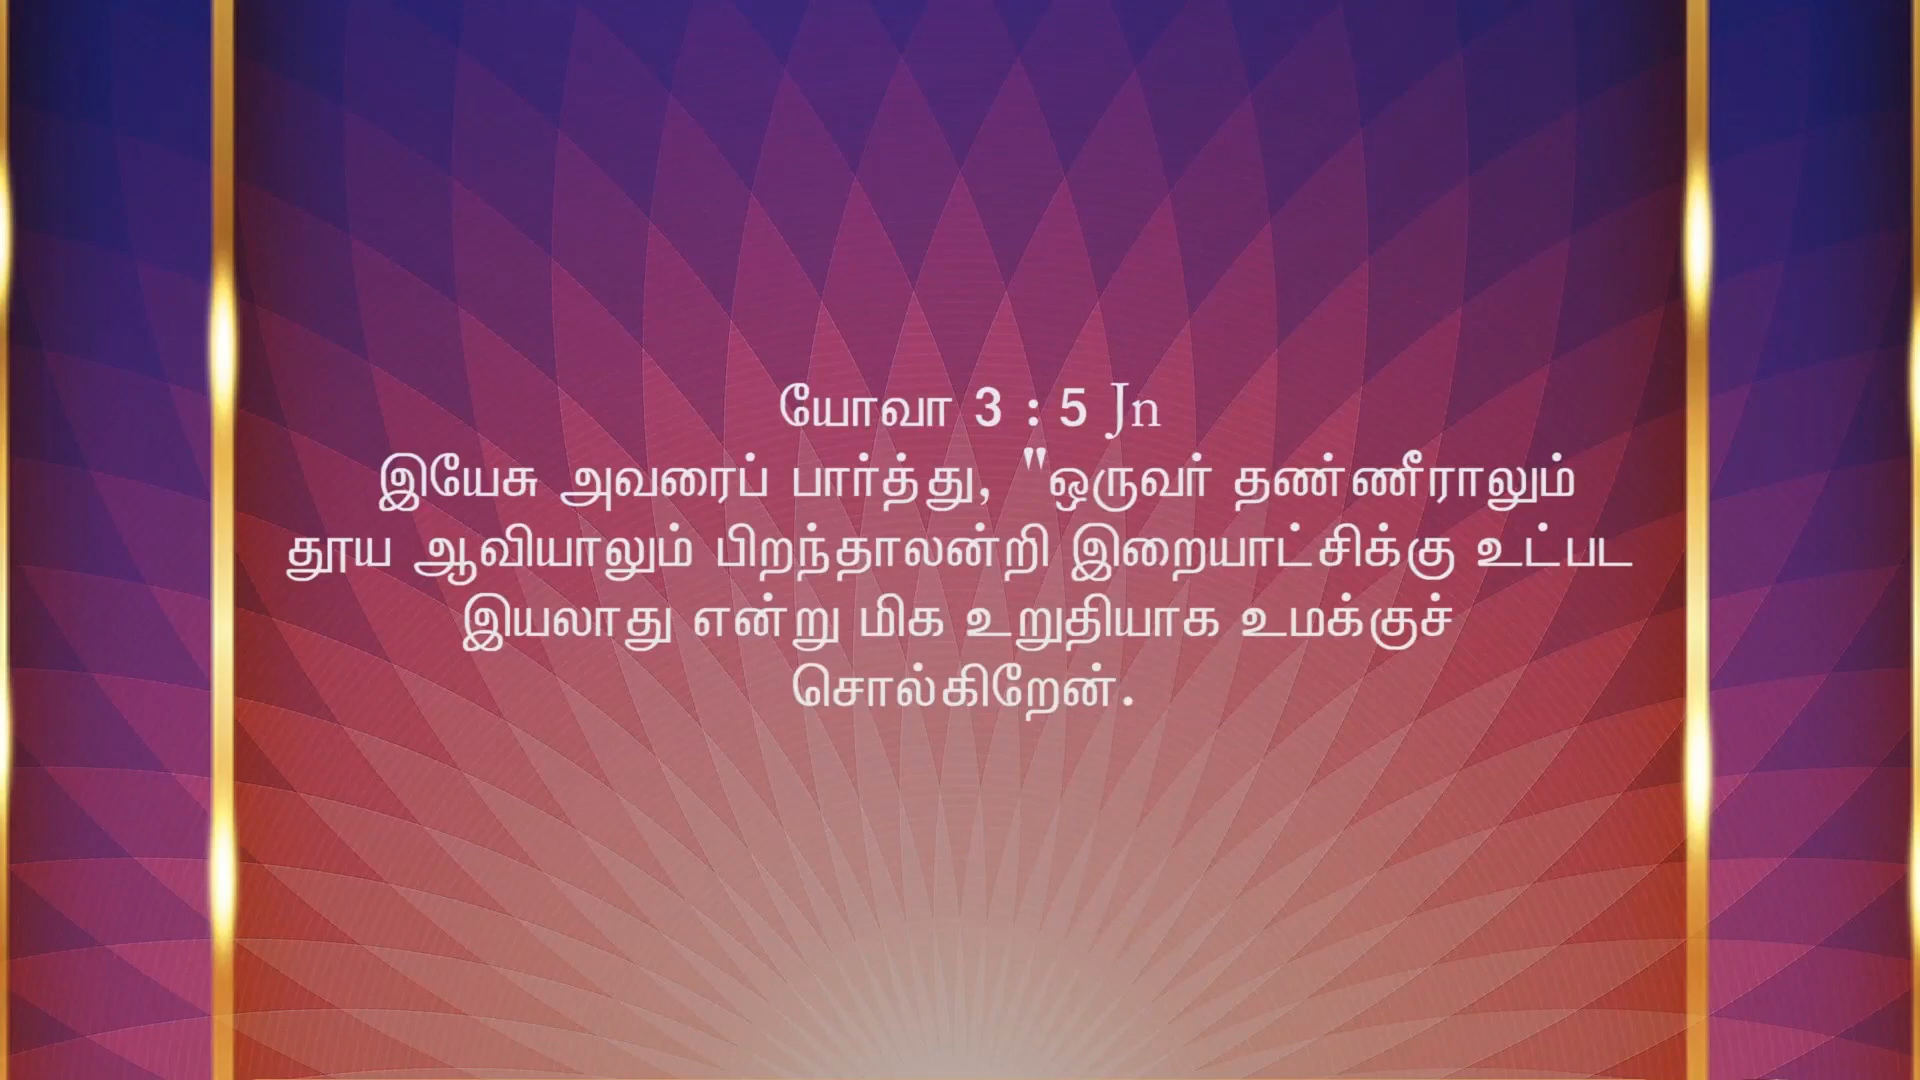 யோவா 3 : 5 Jn
இயேசு அவரைப் பார்த்து, "ஒருவர் தண்ணீராலும்
தூய ஆவியாலும் பிறந்தாலன்றி இறையாட்சிக்கு உட்பட
இயலாது என்று மிக உறுதியாக உமக்குச்
சொல்கிறேன்.